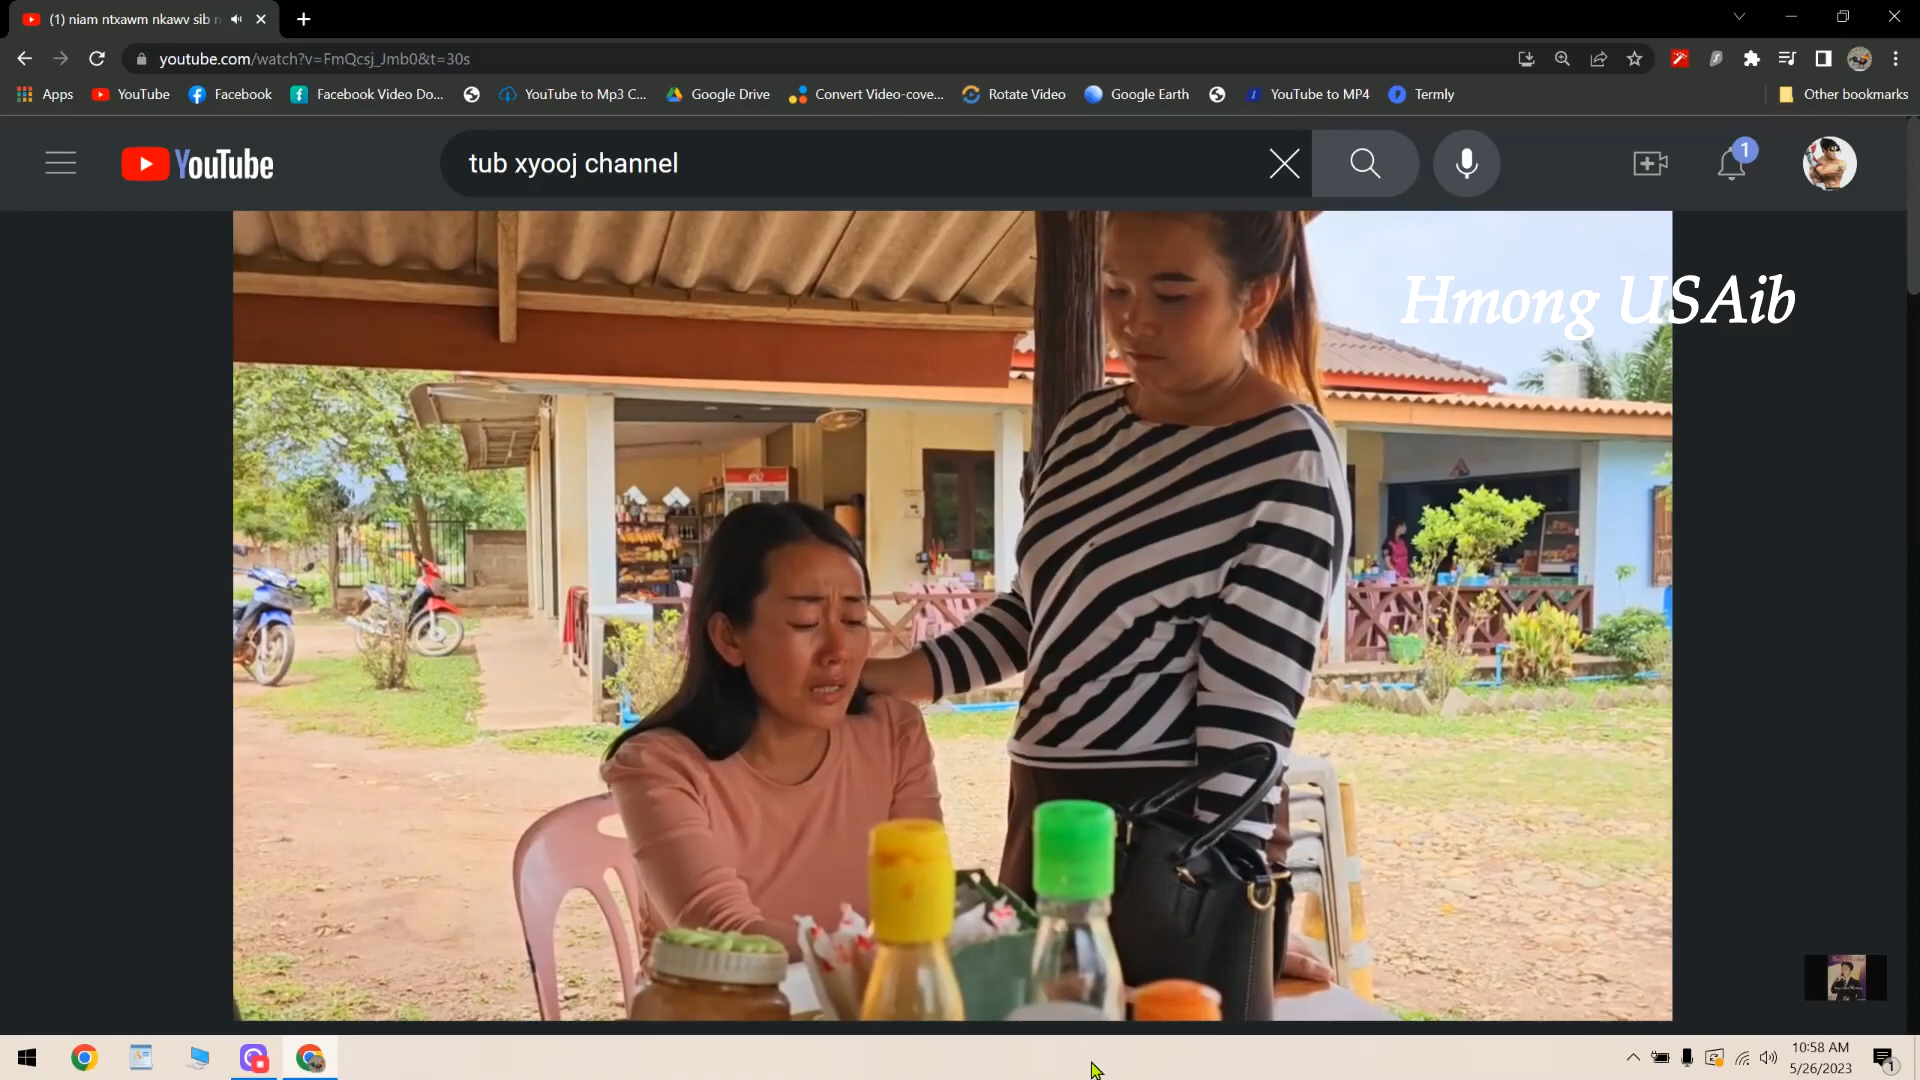 (1) niam ntxawm nkawv sib n
youtube.com/watch?v=FmQcsj_Jmb0&t=30s
Apps YouTube Facebook Facebook Video Do... YouTube to Mp3 C... Google Drive Convert Video-cove... Rotate Video Google Earth YouTube to MP4 Termly Other bookmarks
YouTube tub xyooj channel 1
Hmong USAib
10:58 AM
5/26/2023
1